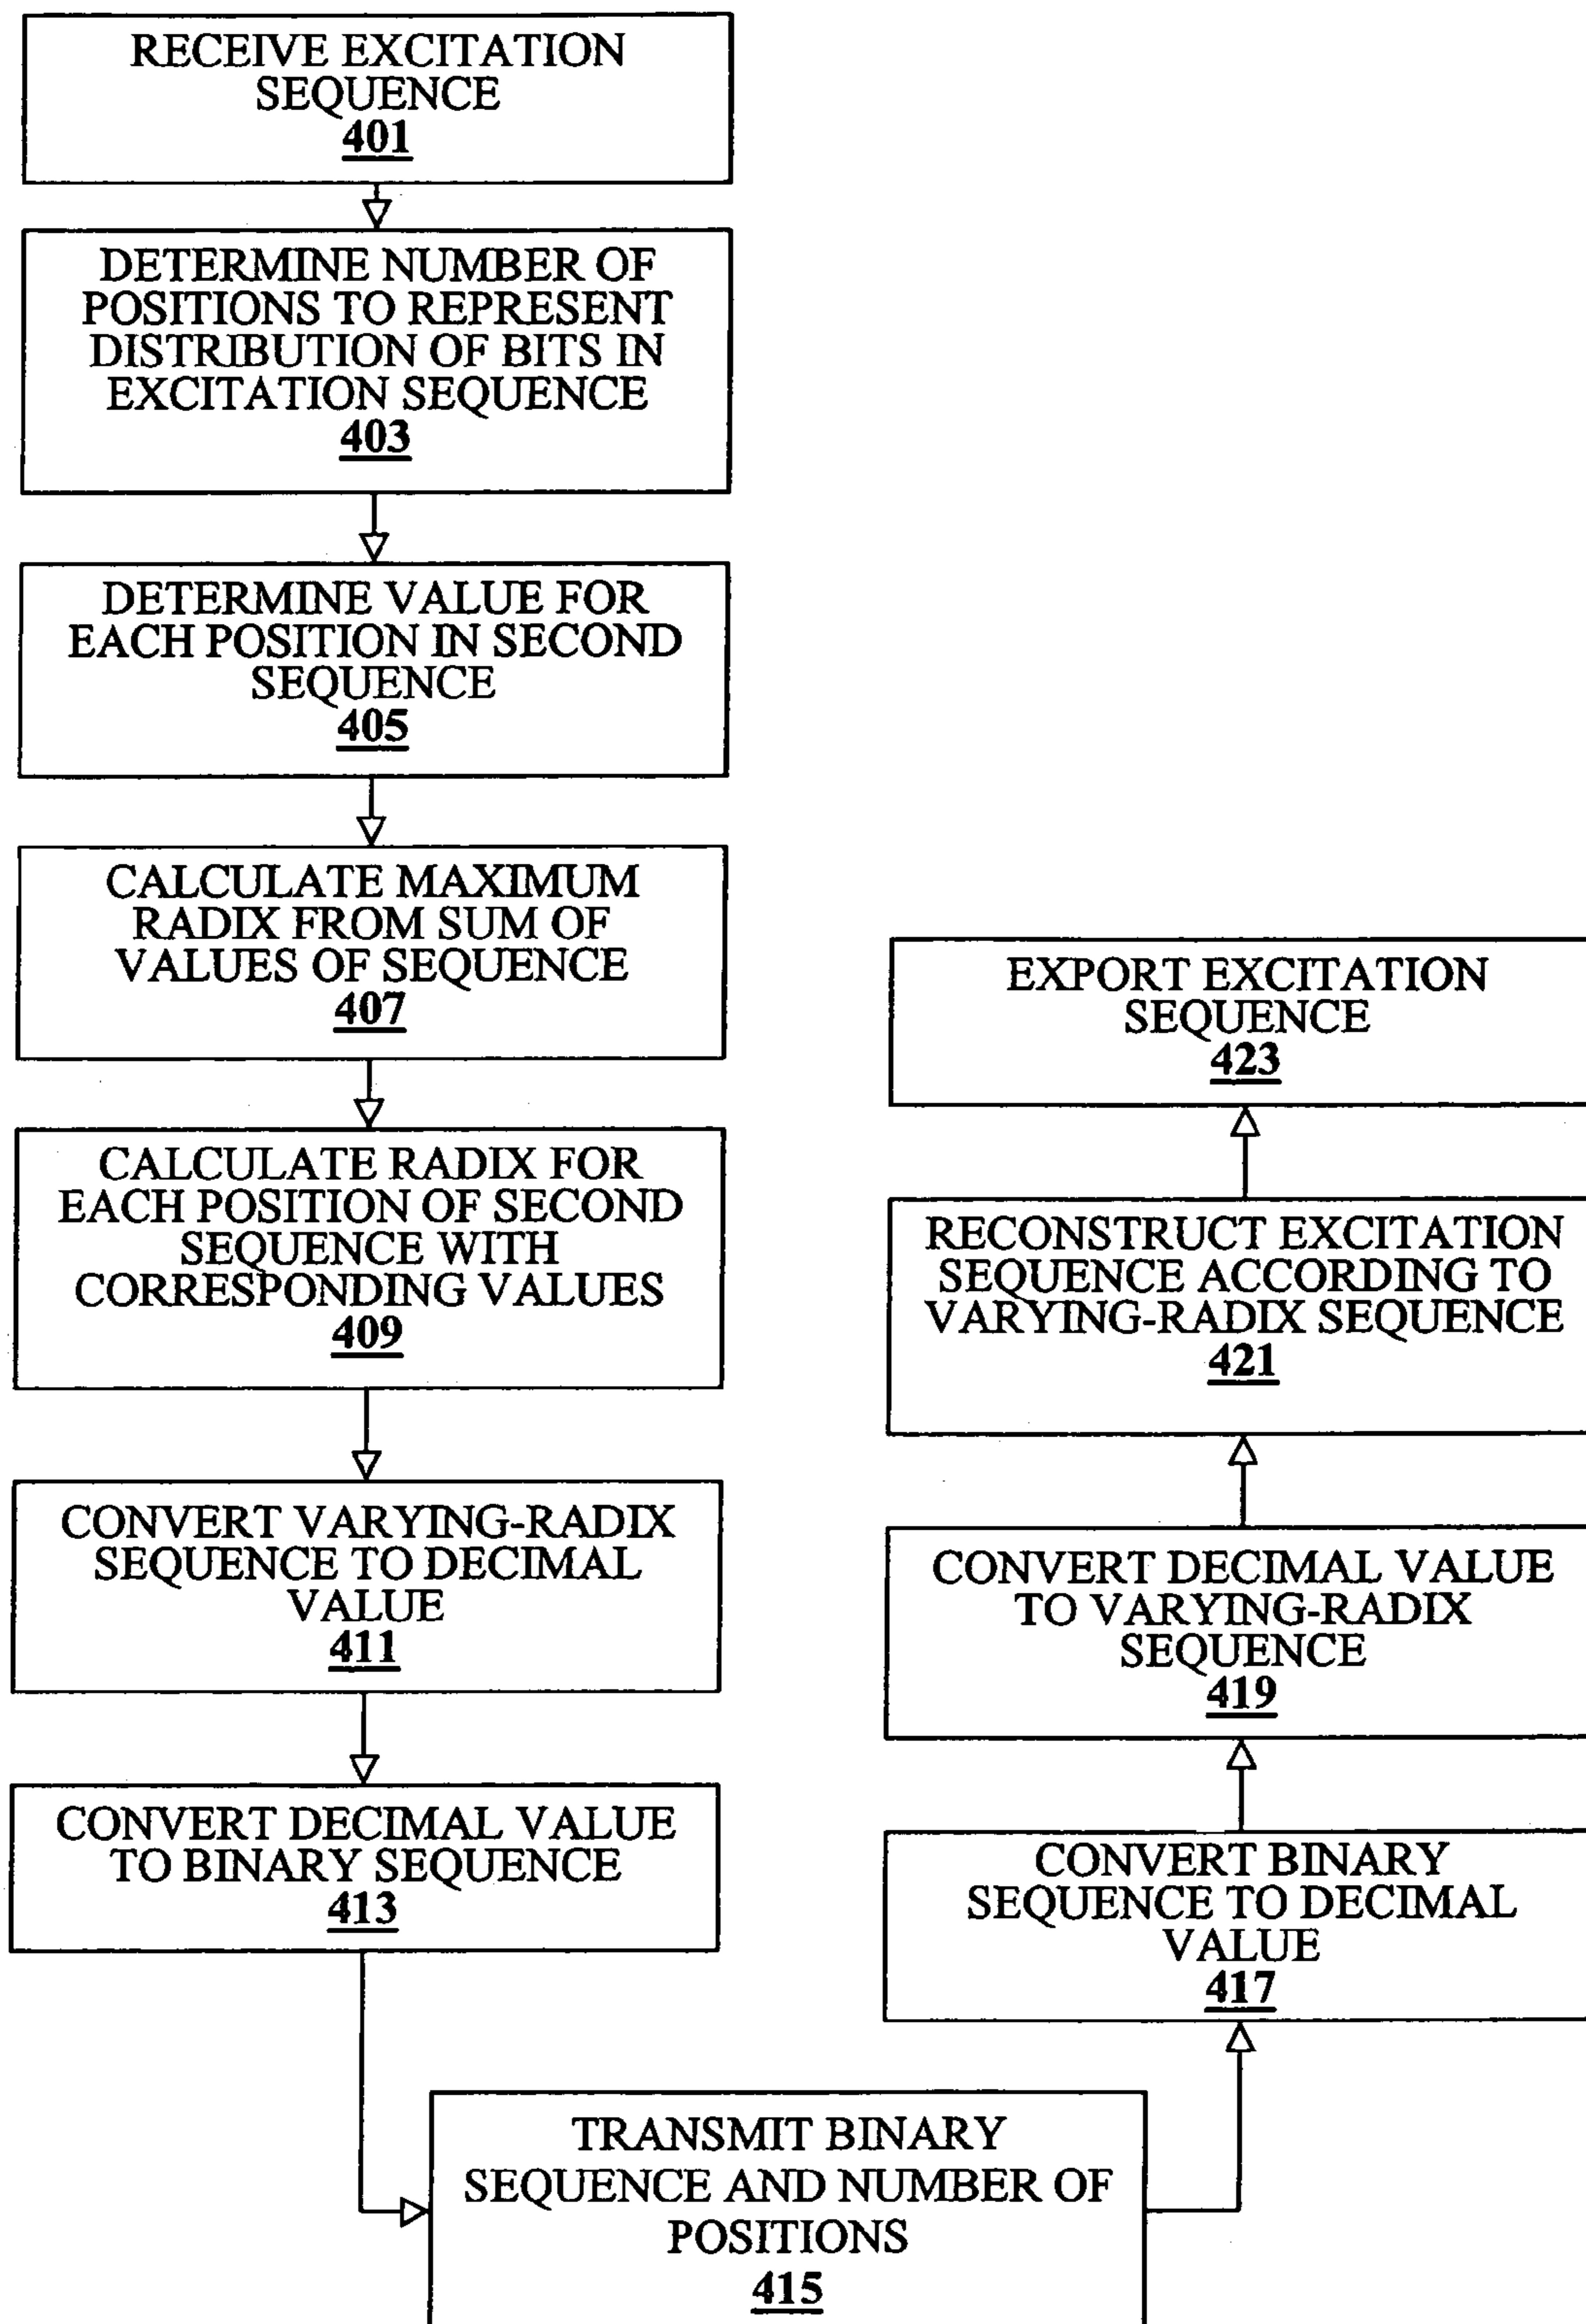 RECEIVE EXCITATION
SEQUENCE
401
DETERMINE NUMBER OF
POSITIONS TO REPRESENT
DISTRIBUTION OF BITS IN
EXCITATION SEQUENCE
403
DETERMINE VALUE FOR
EACH POSITION IN SECOND
SEQUENCE
405
CALCULATE MAXIMUM
RADIX FROM SUM OF
VALUES OF SEQUENCE
407
CALCULATE RADIX FOR
EACH POSITION OF SECOND
SEQUENCE WITH
CORRESPONDING VALUES
409
CONVERT VARYING-RADIX
SEQUENCE TO DECIMAL
VALUE
411
CONVERT DECIMAL VALUE
TO BINARY SEQUENCE
413
TRANSMIT BINARY
SEQUENCE AND NUMBER OF
POSITIONS
415
CONVERT BINARY
SEQUENCE TO DECIMAL
VALUE
417
CONVERT DECIMAL VALUE
TO VARYING-RADIX
SEQUENCE
419
RECONSTRUCT EXCITATION
SEQUENCE ACCORDING TO
VARYING-RADIX SEQUENCE
421
EXPORT EXCITATION
SEQUENCE
423